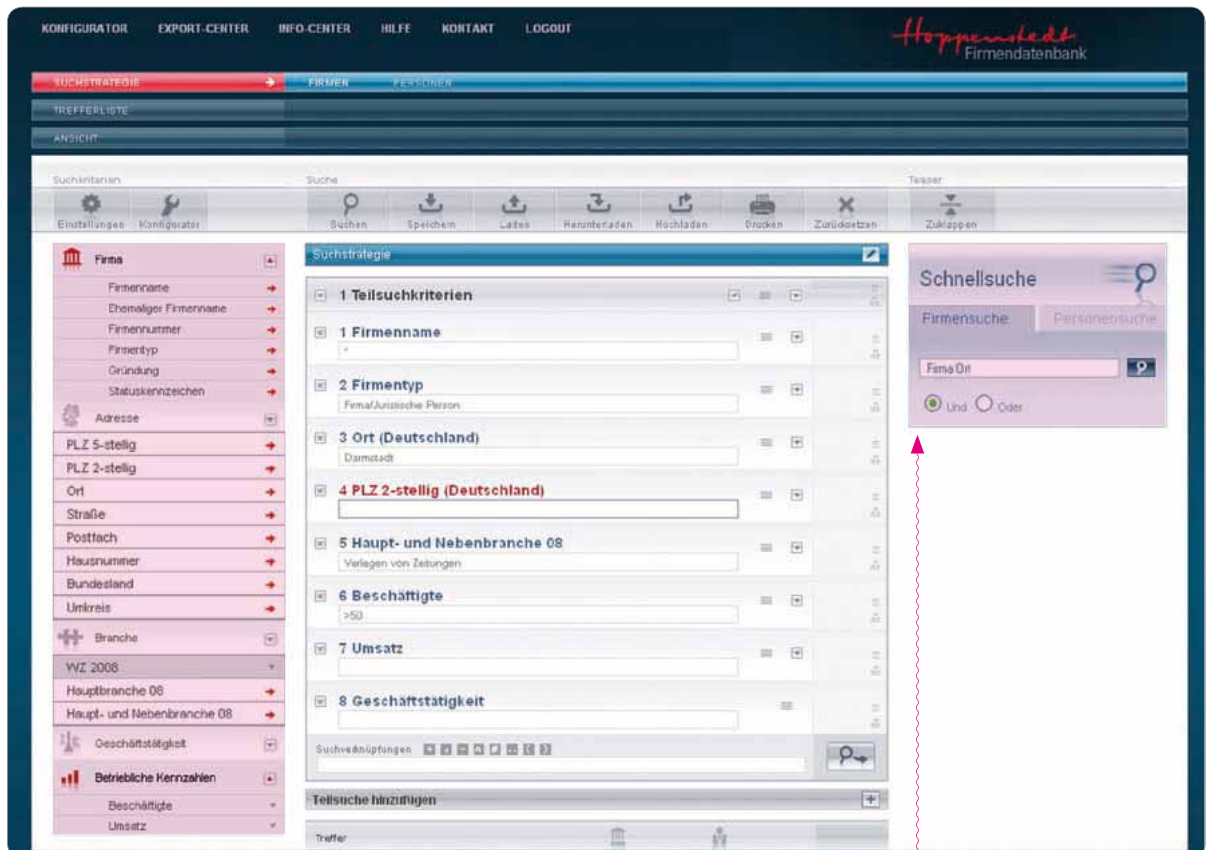 KONFIGURATOR EXPORT-CENTER INFO-CENTER HILFE KONTAKT LOGOUT
Hoppenstedt
Firmendatenbank
SUCHSTRATEGIE FIRMEN PERSONEN
TREFFERLISTE
ANSICHT
Suchkriterien Suche Teaser
Einstellungen Konfigurator Suchen Speichern Laden Herunterladen Hochladen Drucken Zurücksetzen Zuklappen
Firma
Firmenname
Ehemaliger Firmenname
Firmennummer
Firmentyp
Gründung
Statuskennzeichen
Adresse
PLZ 5-stellig
PLZ 2-stellig
Ort
Straße
Postfach
Hausnummer
Bundesland
Umkreis
Branche
WZ 2008
Hauptbranche 08
Haupt- und Nebenbranche 08
Geschäftstätigkeit
Betriebliche Kennzahlen
Beschäftigte
Umsatz
Suchstrategie
1 Teilsuchkriterien
1 Firmenname
*
2 Firmentyp
Firma/Juristische Person
3 Ort (Deutschland)
Darmstadt
4 PLZ 2-stellig (Deutschland)
5 Haupt- und Nebenbranche 08
Verlegen von Zeitungen
6 Beschäftigte
>50
7 Umsatz
8 Geschäftstätigkeit
Suchverknüpfungen
Teilsuche hinzufügen
Treffer
Schnellsuche
Firmensuche Personensuche
Firma Ort
Und Oder